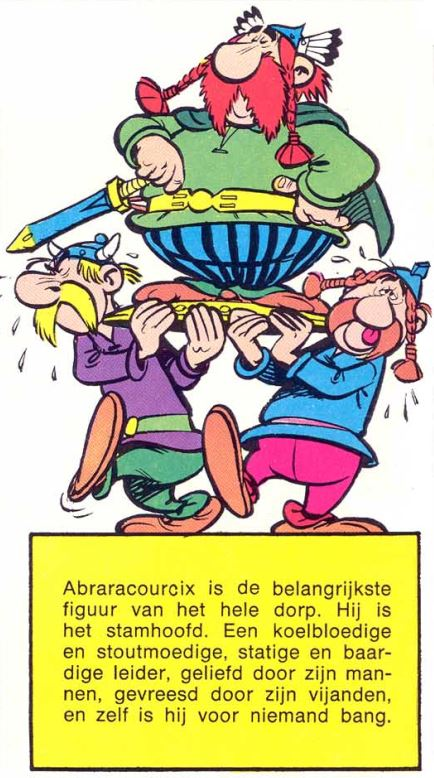 Abraracourcix is de belangrijkste
figuur van het hele dorp. Hij is
het stamhoofd. Een koelbloedige
en stoutmoedige, statige en baar-
dige leider, geliefd door zijn man-
nen, gevreesd door zijn vijanden,
en zelf is hij voor niemand bang.